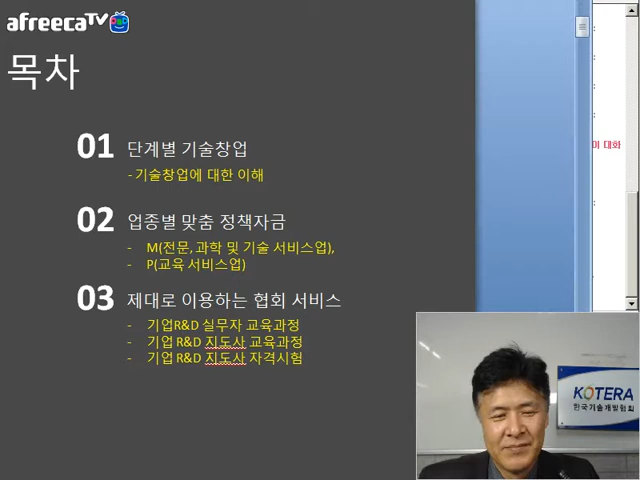 afreecaTV
목차
01 단계별 기술창업
- 기술창업에 대한 이해
02 업종별 맞춤 정책자금
- M(전문, 과학 및 기술 서비스업),
- P(교육 서비스업)
03 제대로 이용하는 협회 서비스
- 기업R&D 실무자 교육과정
- 기업R&D 지도사 교육과정
- 기업R&D 지도사 자격시험
대화
KOTERA
한국기술개발협회